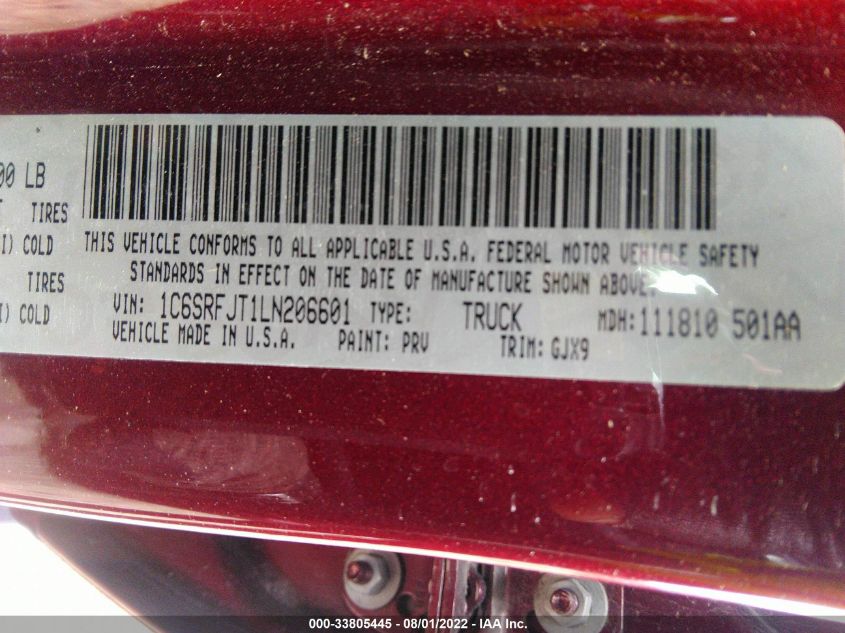 00 LB
TIRES
I) COLD
TIRES
I) COLD
THIS VEHICLE CONFORMS TO ALL APPLICABLE U.S.A. FEDERAL MOTOR VEHICLE SAFETY
STANDARDS IN EFFECT ON THE DATE OF MANUFACTURE SHOWN ABOVE.
VIN: 1C6SRFJT1LN206601 TYPE: TRUCK MDH: 111810 501AA
VEHICLE MADE IN U.S.A. PAINT: PRV TRIM: GJX9
000-33805445 - 08/01/2022 - IAA Inc.